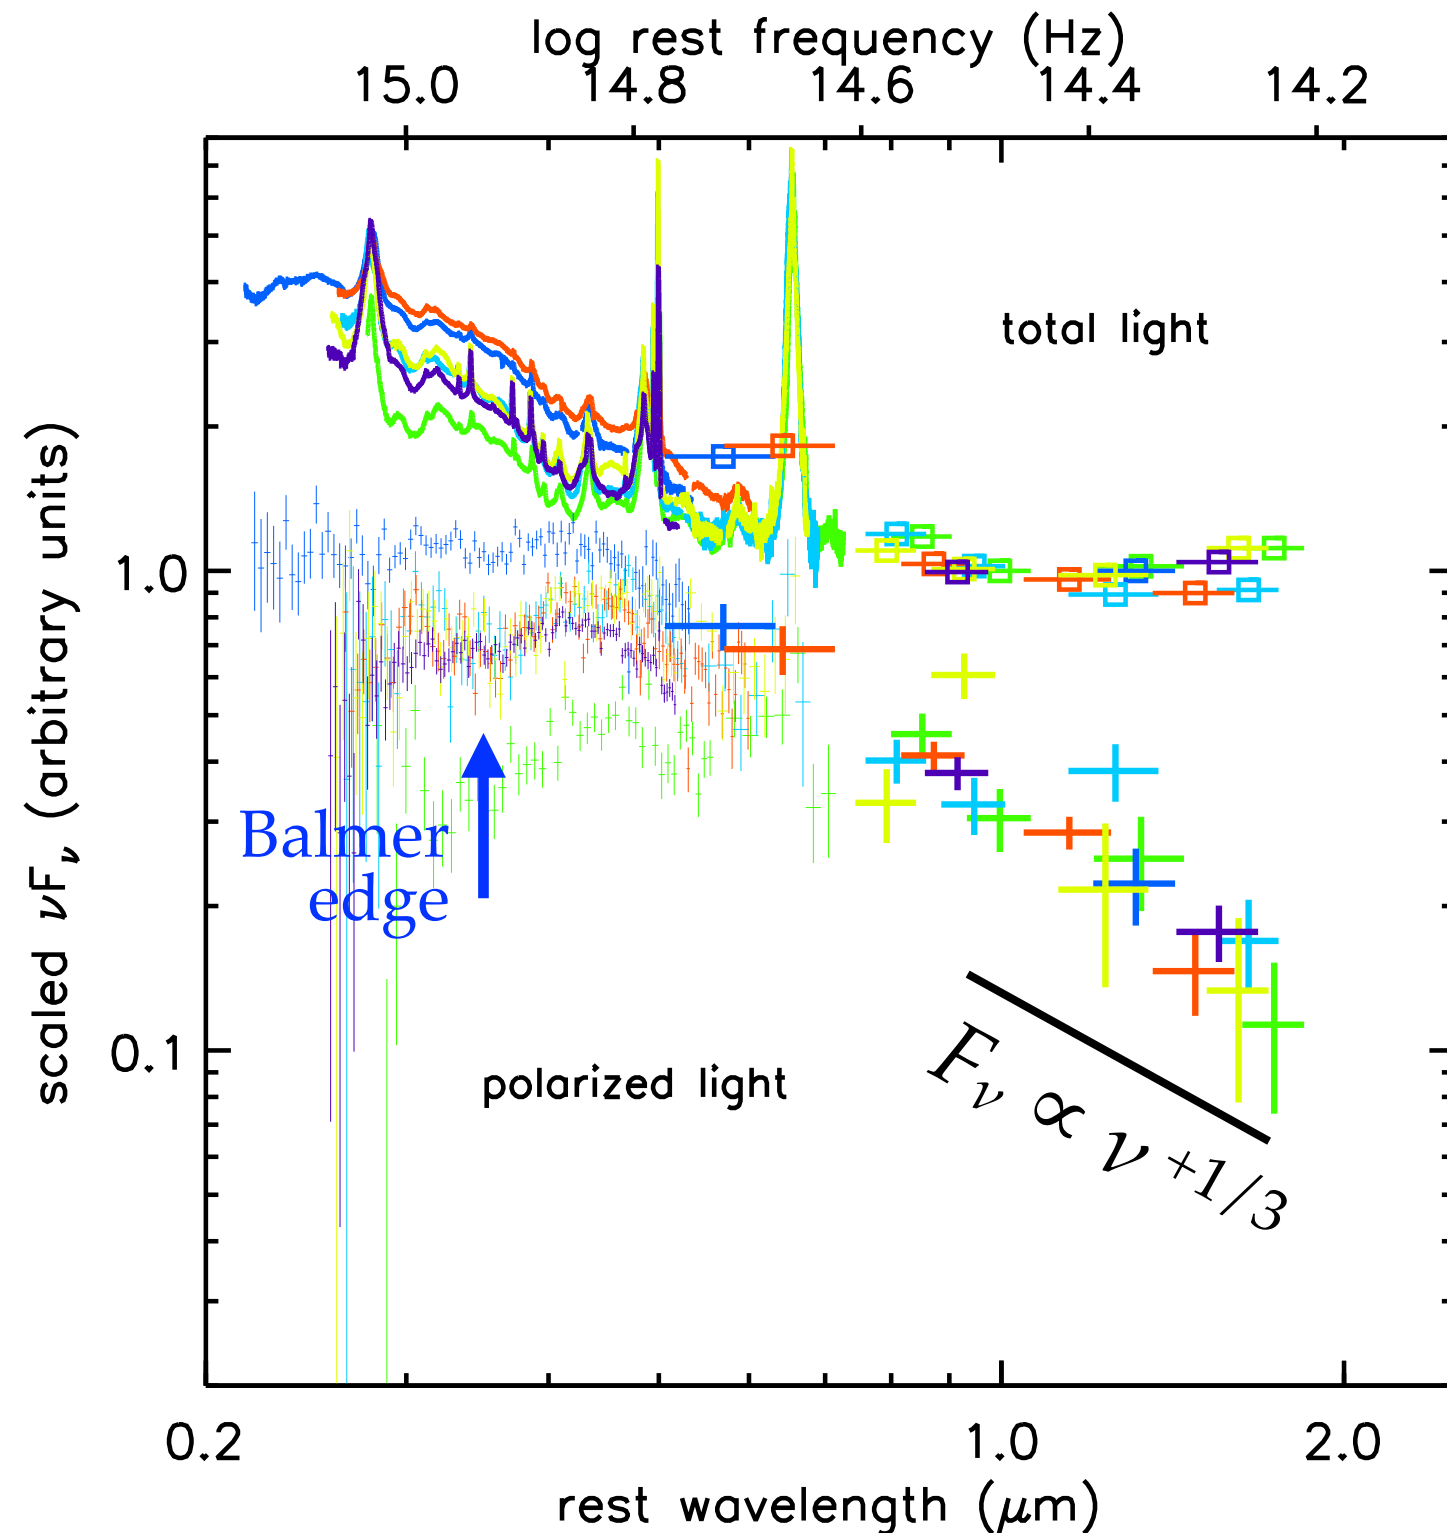 log rest frequency (Hz)
15.0 14.8 14.6 14.4 14.2
total light
scaled νFν (arbitrary units)
1.0
Balmer
edge
0.1
polarized light
Fν ∝ ν +1/3
0.2 1.0 2.0
rest wavelength (μm)